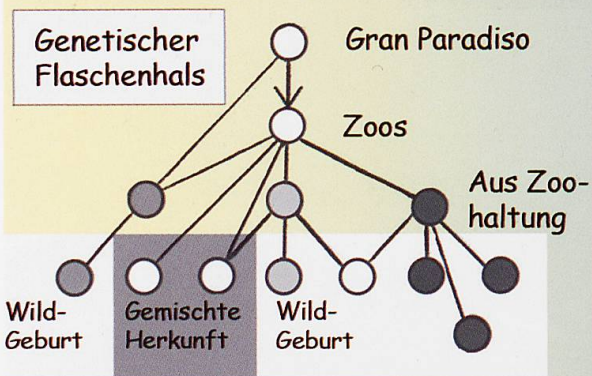 Genetischer
Flaschenhals
Gran Paradiso
Zoos
Aus Zoo-
haltung
Wild-
Geburt
Gemischte
Herkunft
Wild-
Geburt